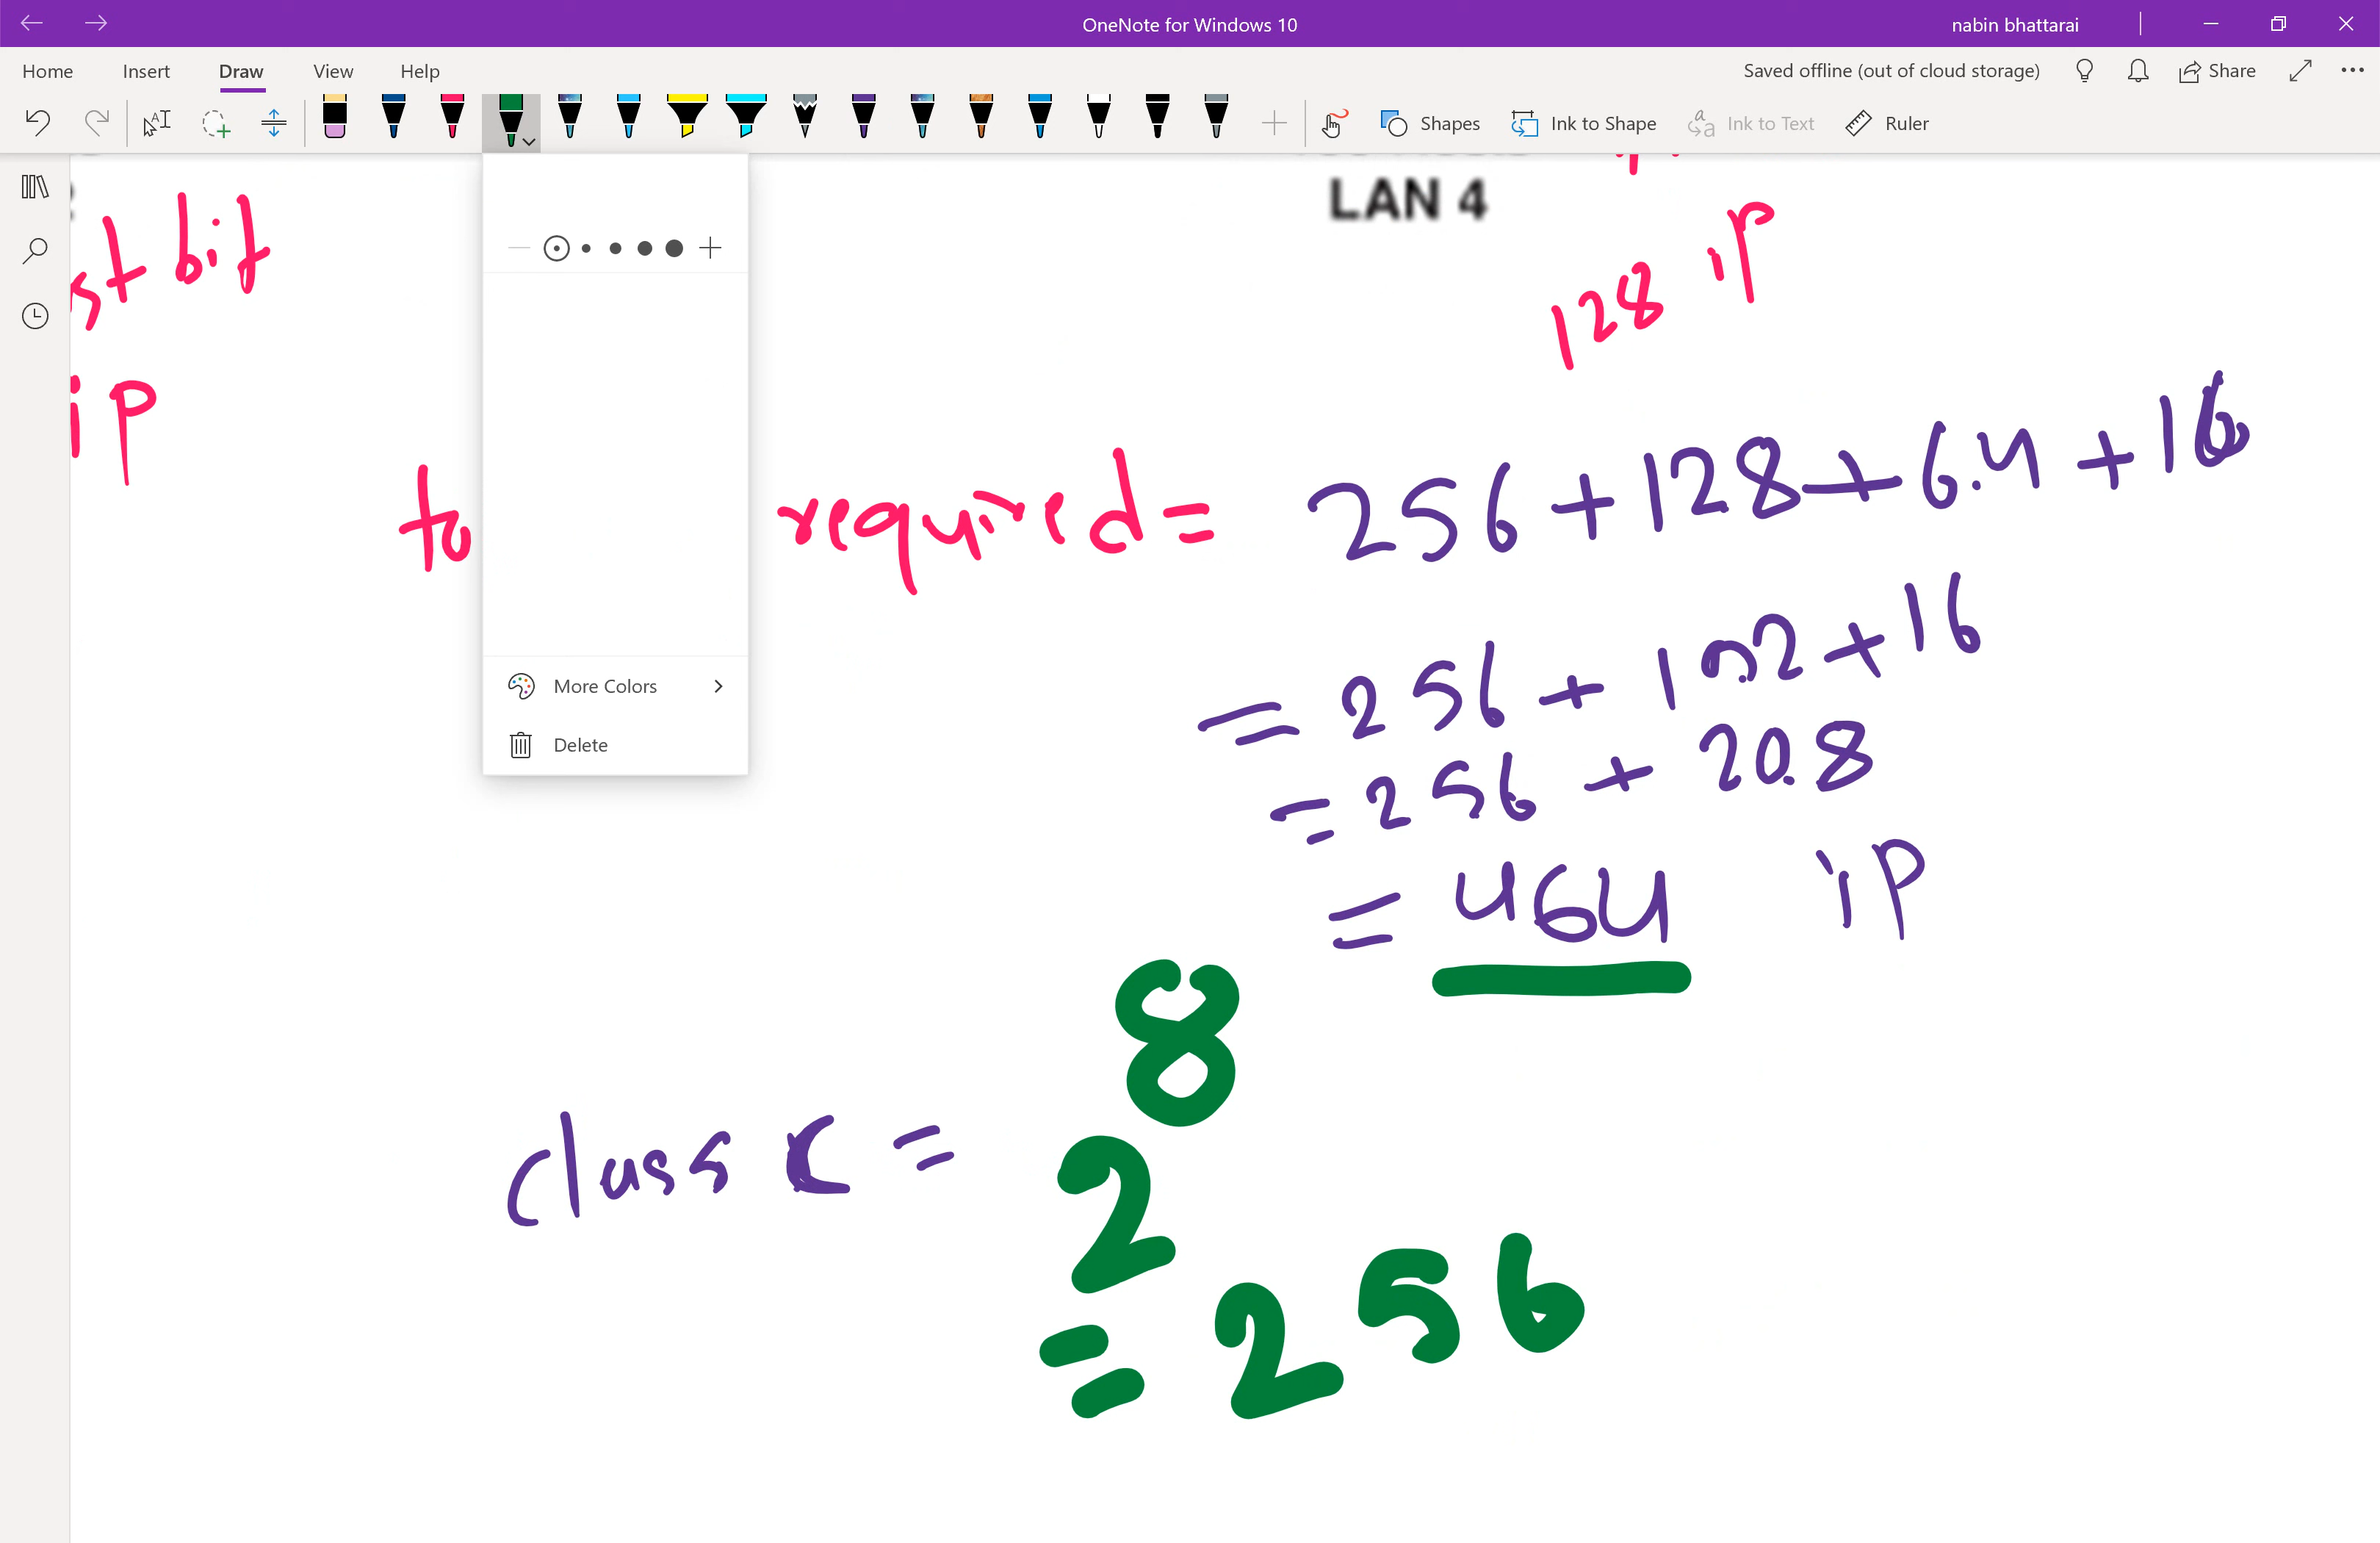 OneNote for Windows 10
nabin bhattarai
Home Insert Draw View Help
Saved offline (out of cloud storage)
Share
Shapes
Ink to Shape
Ink to Text
Ruler
LAN 4
st bit
ip
128 ip
More Colors
Delete
to required = 256+128+64+16
= 256+192+16
= 256+208
= 464 ip
class C = 2^8
= 256